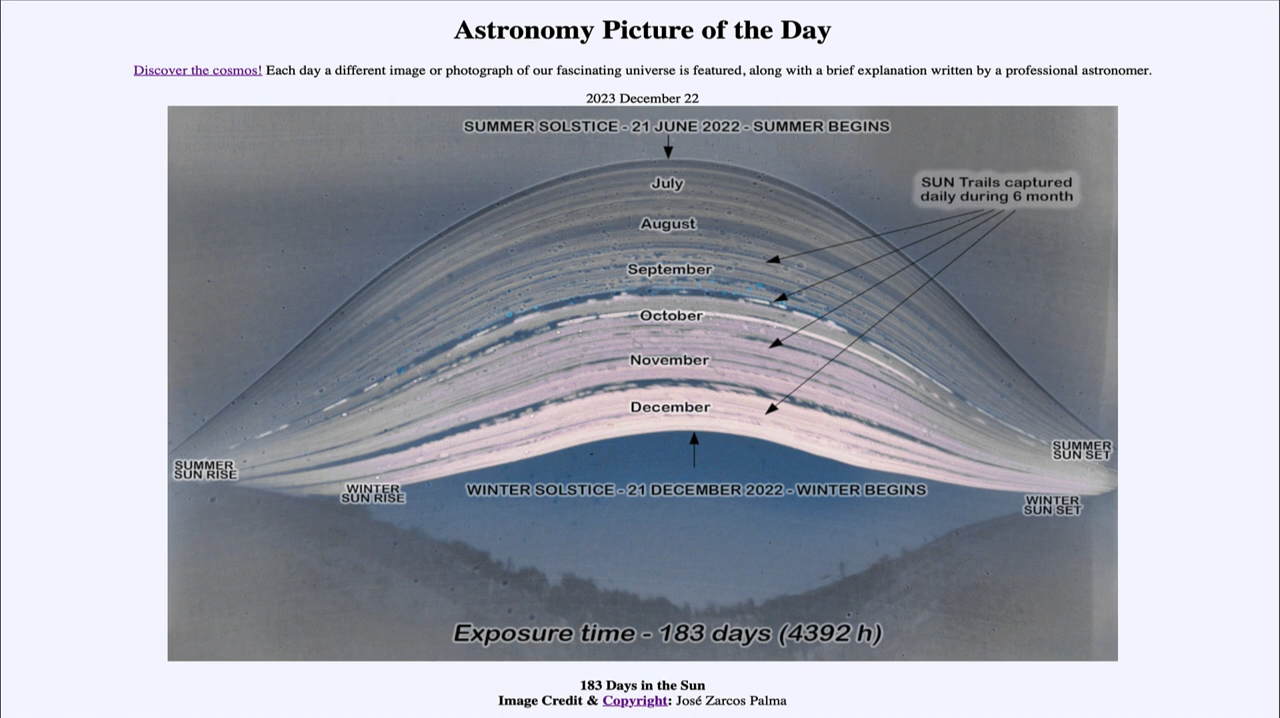 Astronomy Picture of the Day
Discover the cosmos! Each day a different image or photograph of our fascinating universe is featured, along with a brief explanation written by a professional astronomer.
2023 December 22
SUMMER SOLSTICE - 21 JUNE 2022 - SUMMER BEGINS
July
SUN Trails captured
daily during 6 month
August
September
October
November
December
SUMMER
SUN RISE
SUMMER
SUN SET
WINTER
SUN RISE
WINTER SOLSTICE - 21 DECEMBER 2022 - WINTER BEGINS
WINTER
SUN SET
Exposure time - 183 days (4392 h)
183 Days in the Sun
Image Credit & Copyright: José Zarcos Palma